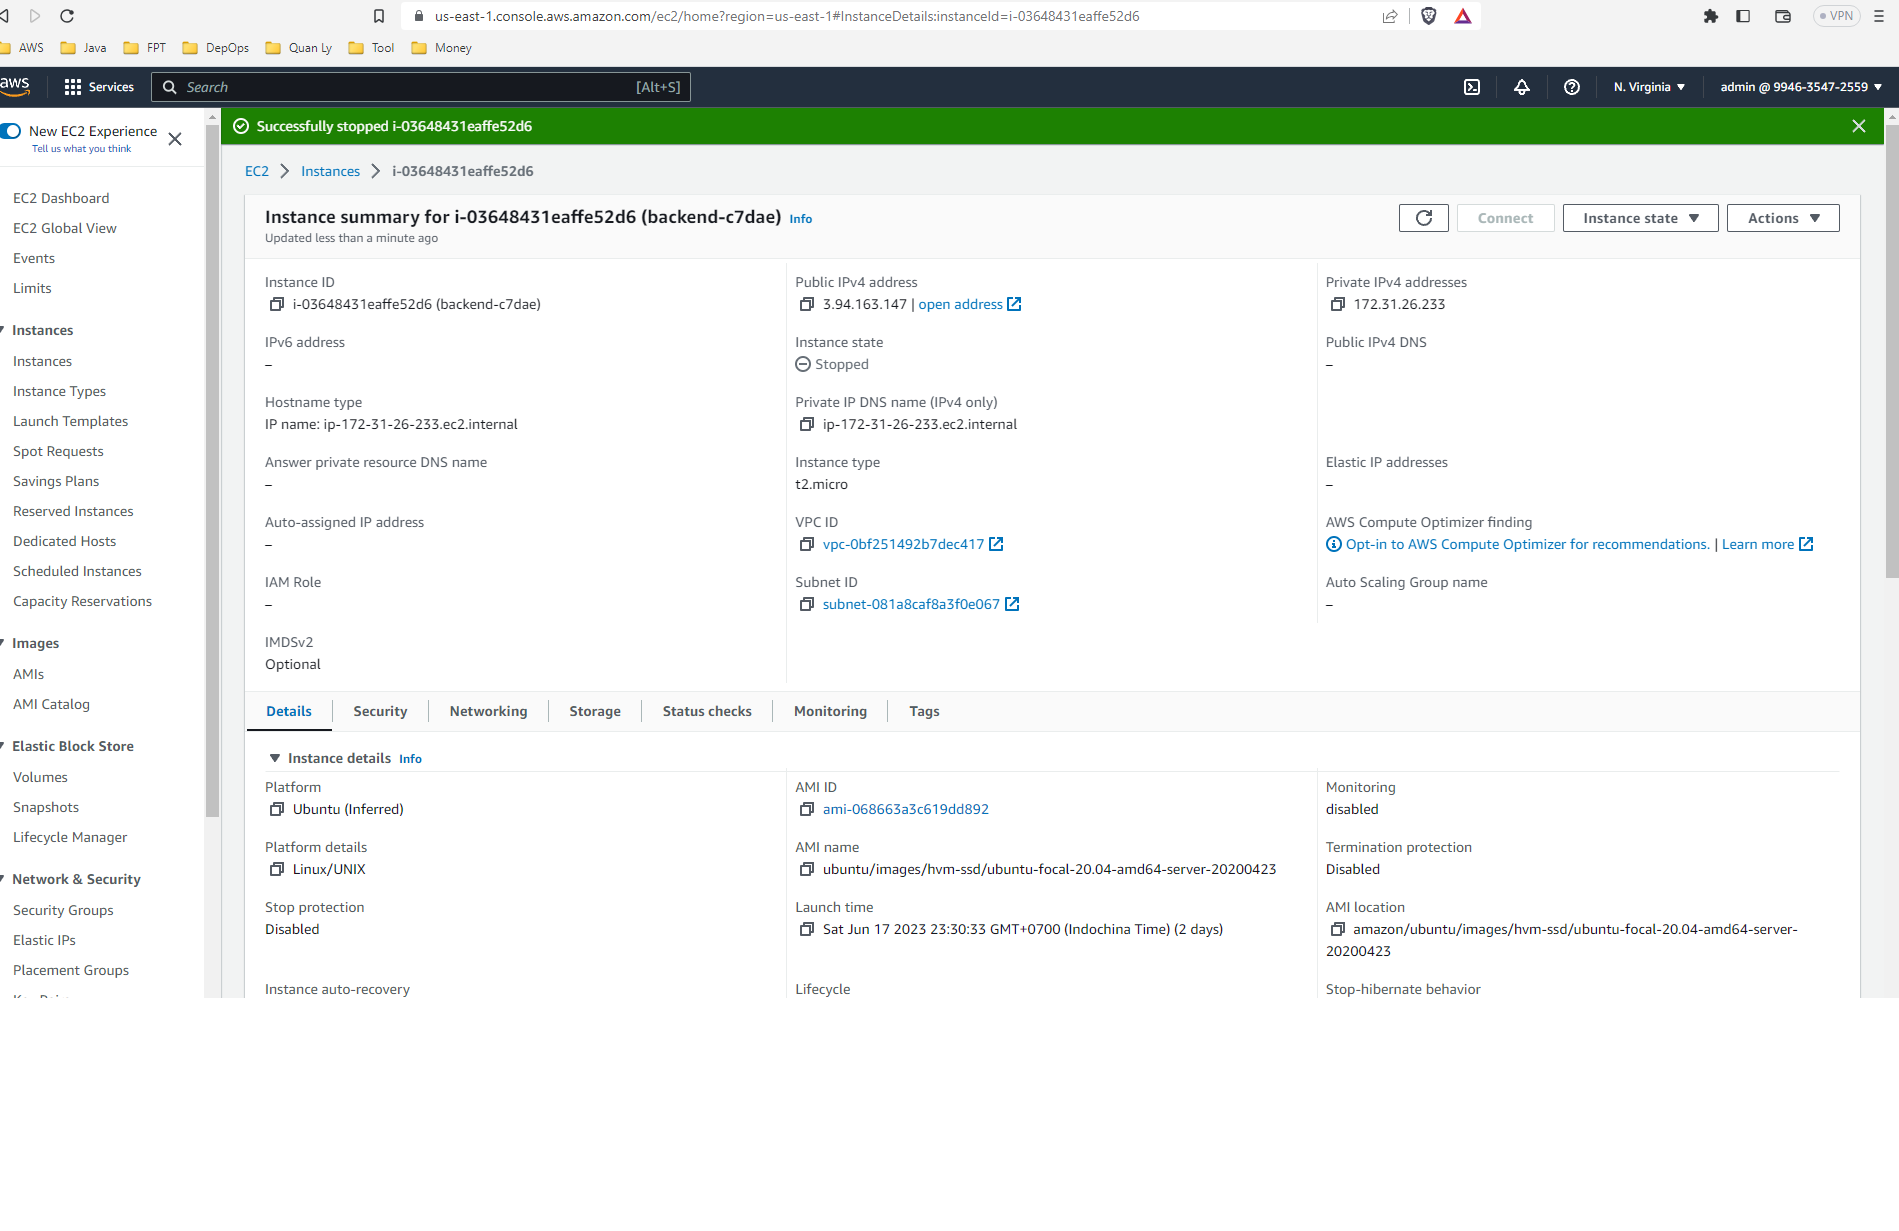 us-east-1.console.aws.amazon.com/ec2/home?region=us-east-1#InstanceDetails:instanceId=i-03648431eaffe52d6
VPN
AWS Java FPT DepOps Quan Ly Tool Money
aws Services Search [Alt+S] N. Virginia admin @ 9946-3547-2559
New EC2 Experience
Tell us what you think
EC2 Dashboard
EC2 Global View
Events
Limits
Instances
Instances
Instance Types
Launch Templates
Spot Requests
Savings Plans
Reserved Instances
Dedicated Hosts
Scheduled Instances
Capacity Reservations
Images
AMIs
AMI Catalog
Elastic Block Store
Volumes
Snapshots
Lifecycle Manager
Network & Security
Security Groups
Elastic IPs
Placement Groups
Successfully stopped i-03648431eaffe52d6
EC2 Instances i-03648431eaffe52d6
Instance summary for i-03648431eaffe52d6 (backend-c7dae) Info
Updated less than a minute ago
Connect Instance state Actions
Instance ID
i-03648431eaffe52d6 (backend-c7dae)
Public IPv4 address
3.94.163.147 | open address
Private IPv4 addresses
172.31.26.233
IPv6 address
–
Instance state
Stopped
Public IPv4 DNS
–
Hostname type
IP name: ip-172-31-26-233.ec2.internal
Private IP DNS name (IPv4 only)
ip-172-31-26-233.ec2.internal
Answer private resource DNS name
–
Instance type
t2.micro
Elastic IP addresses
–
Auto-assigned IP address
–
VPC ID
vpc-0bf251492b7dec417
AWS Compute Optimizer finding
Opt-in to AWS Compute Optimizer for recommendations. | Learn more
IAM Role
–
Subnet ID
subnet-081a8caf8a3f0e067
Auto Scaling Group name
–
IMDSv2
Optional
Details Security Networking Storage Status checks Monitoring Tags
Instance details Info
Platform
Ubuntu (Inferred)
AMI ID
ami-068663a3c619dd892
Monitoring
disabled
Platform details
Linux/UNIX
AMI name
ubuntu/images/hvm-ssd/ubuntu-focal-20.04-amd64-server-20200423
Termination protection
Disabled
Stop protection
Disabled
Launch time
Sat Jun 17 2023 23:30:33 GMT+0700 (Indochina Time) (2 days)
AMI location
amazon/ubuntu/images/hvm-ssd/ubuntu-focal-20.04-amd64-server-
20200423
Instance auto-recovery
Lifecycle
Stop-hibernate behavior